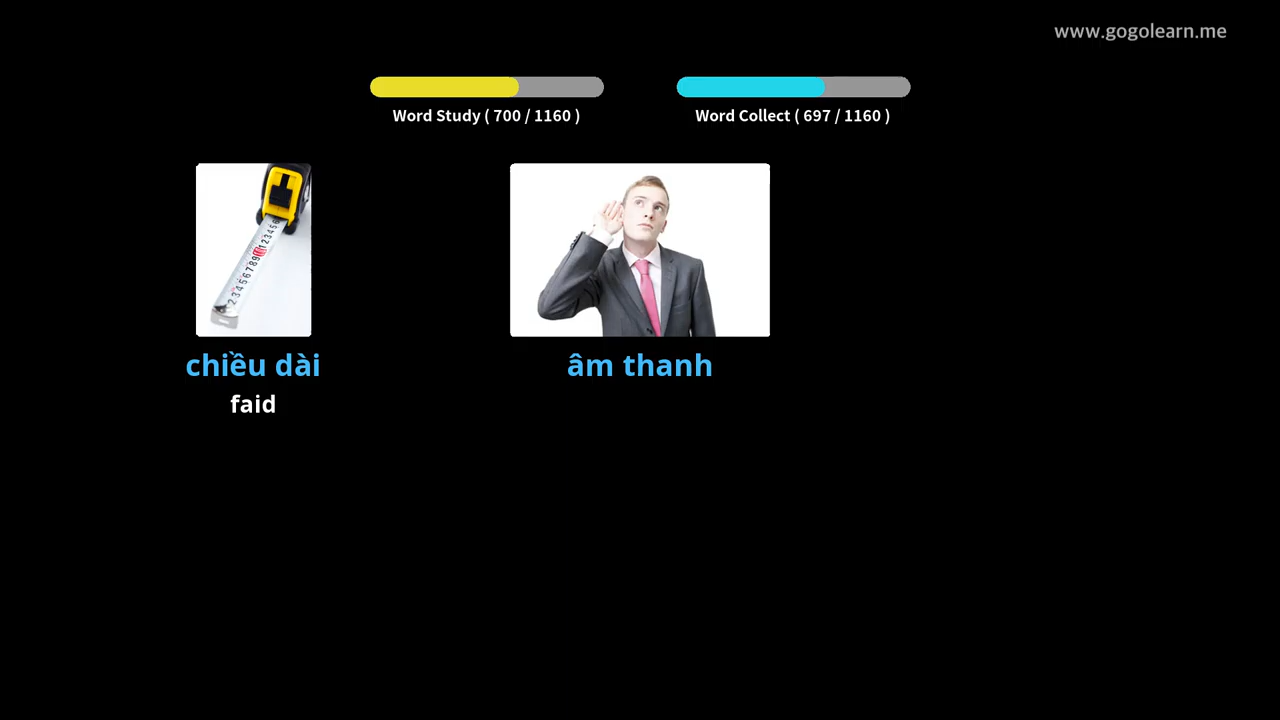 www.gogolearn.me
Word Study ( 700 / 1160 )
Word Collect ( 697 / 1160 )
chiều dài
faid
âm thanh